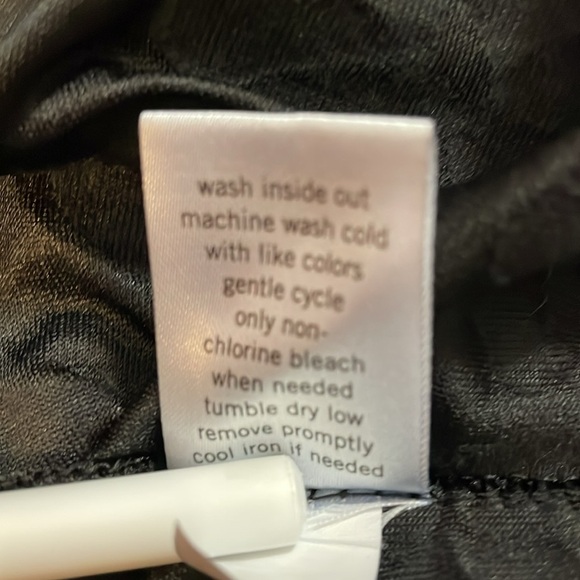 wash inside out
machine wash cold
with like colors
gentle cycle
only non-
chlorine bleach
when needed
tumble dry low
remove promptly
cool iron if needed